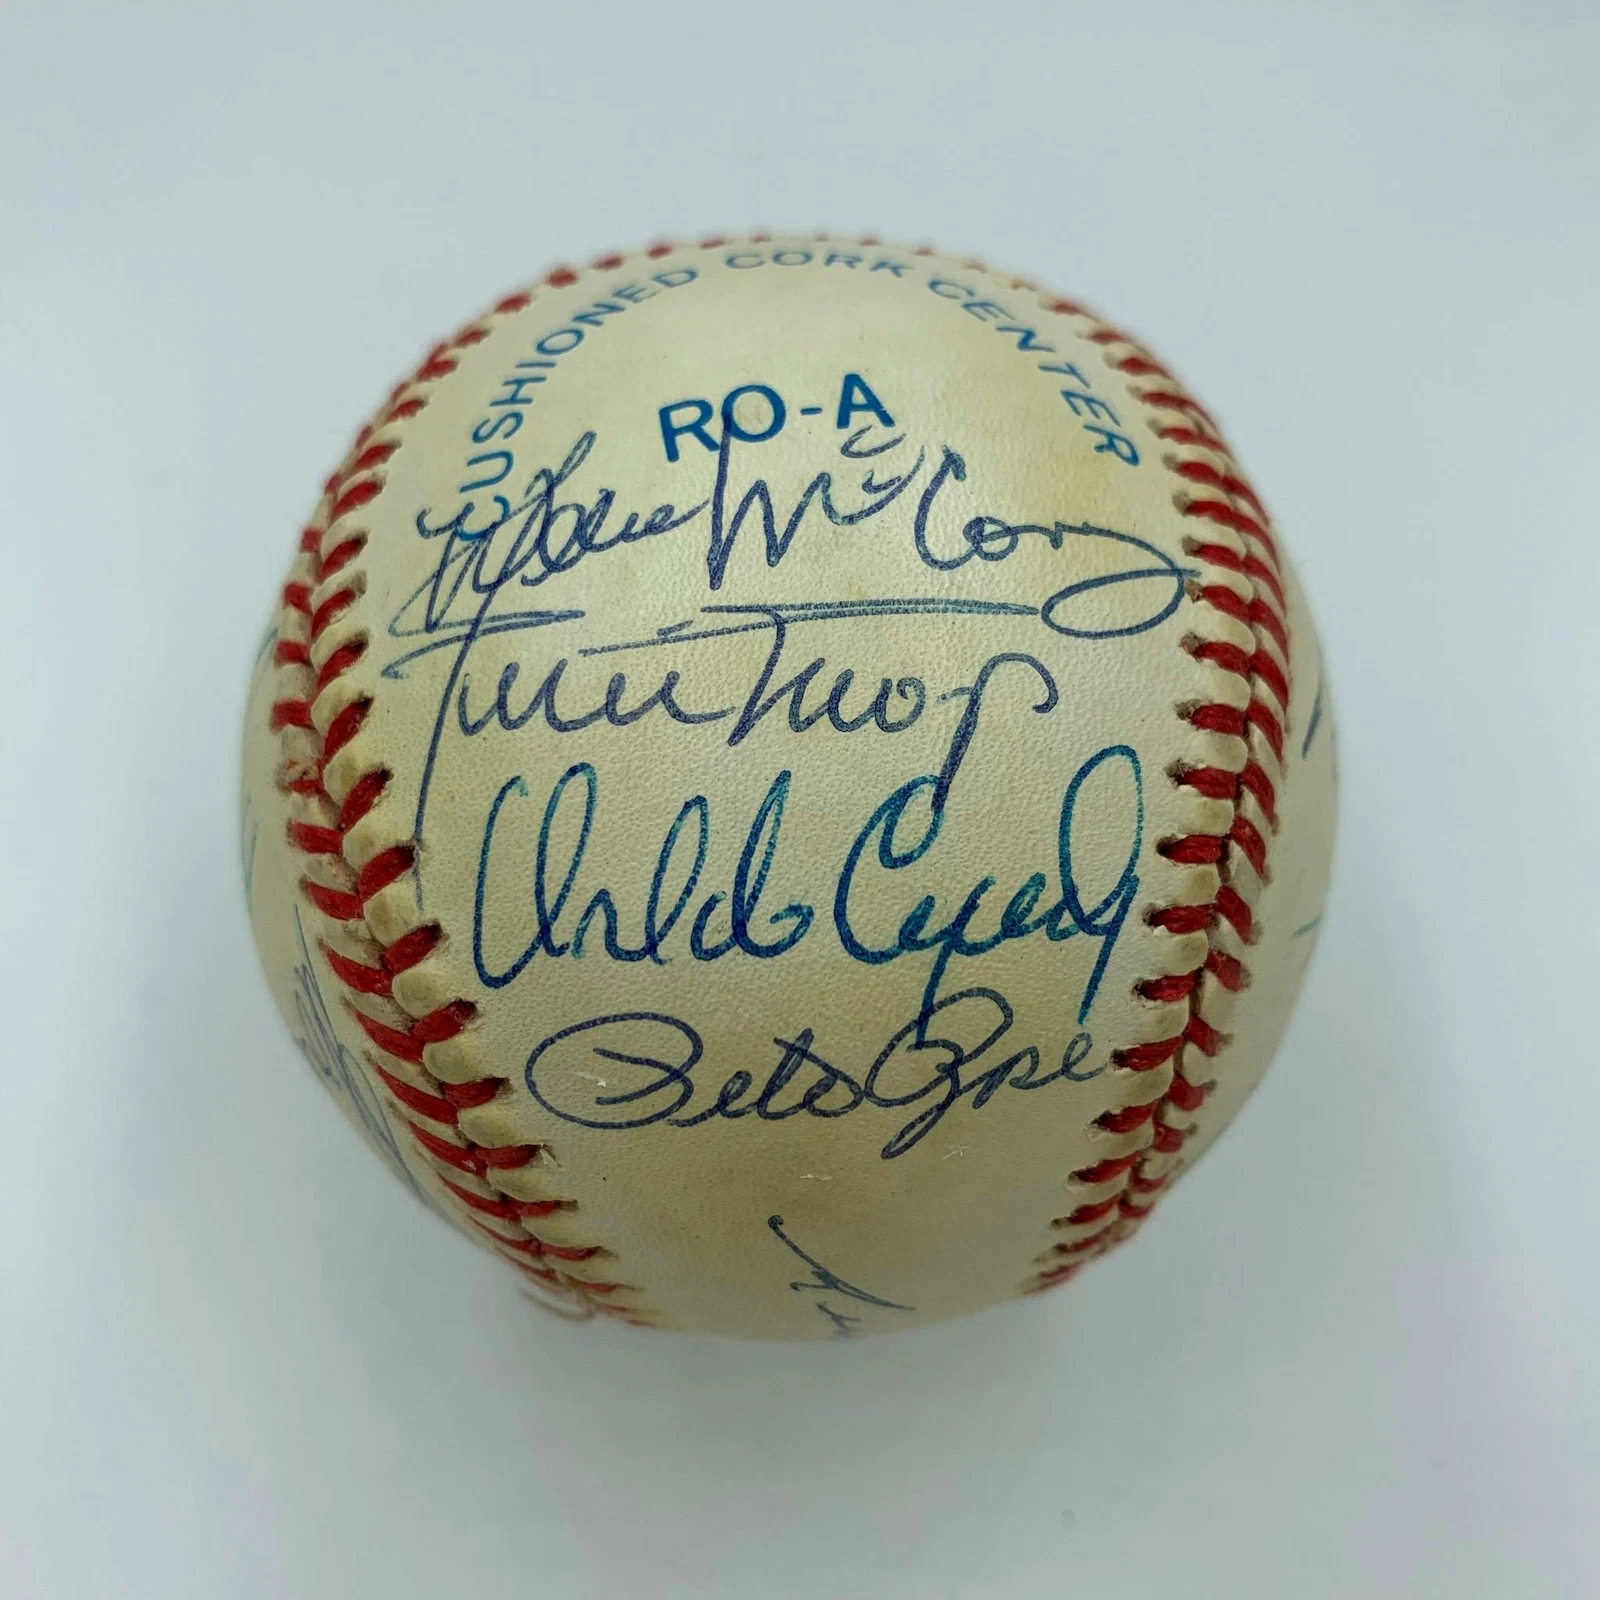 CUSHIONED CORK CENTER
RO-A
Willie McCovey
Willie Mays
Orlando Cepeda
Pete Rose